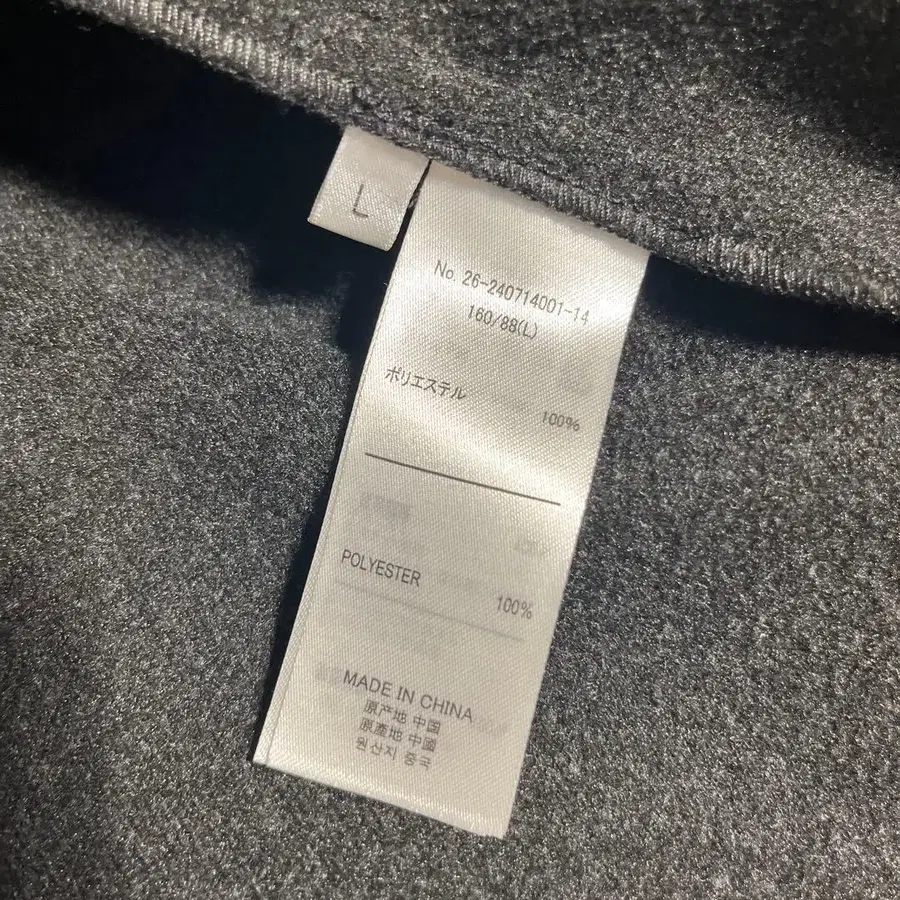 L
No. 26-240714001-14
160/88(L)
ポリエステル 100%
POLYESTER 100%
MADE IN CHINA
原产地 中国
原產地 中國
원산지 중국